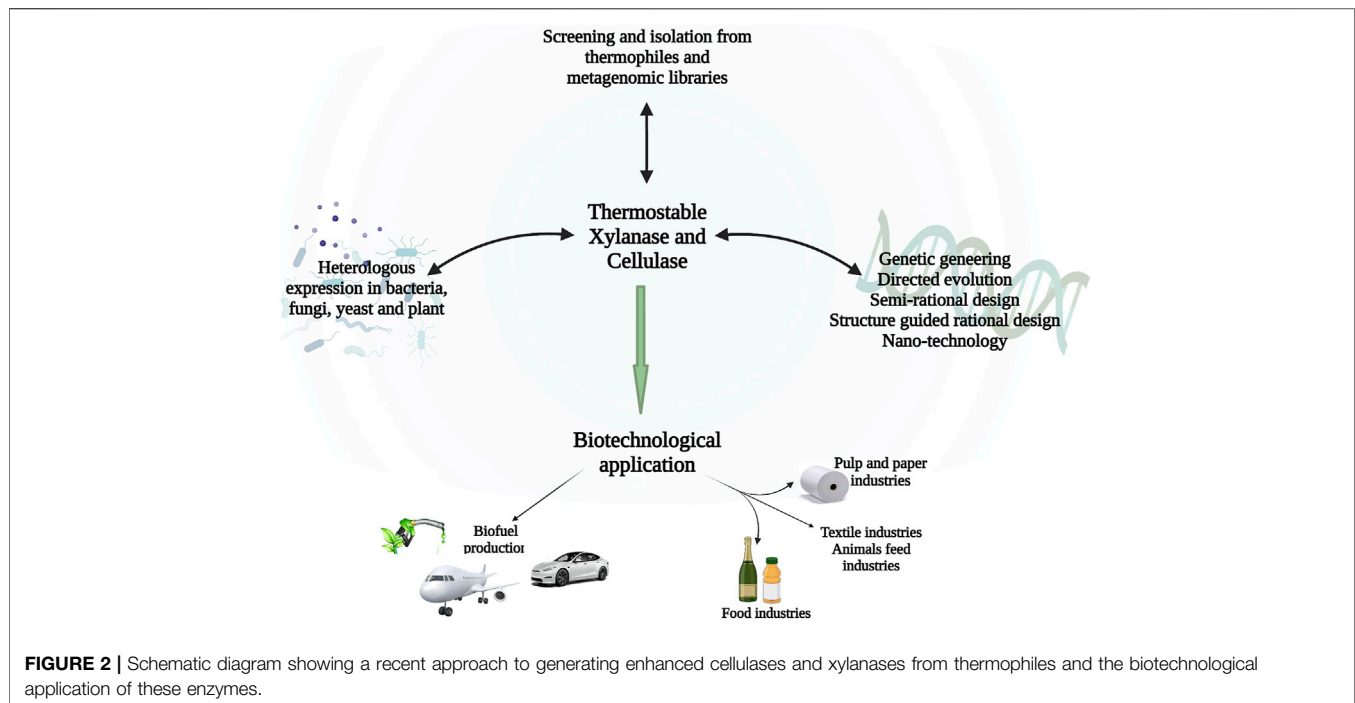 Screening and isolation from
thermophiles and
metagenomic libraries
Thermostable
Xylanase and
Cellulase
Heterologous
expression in bacteria,
fungi, yeast and plant
Genetic geneering
Directed evolution
Semi-rational design
Structure guided rational design
Nano-technology
Biotechnological
application
Biofuel
production
Pulp and paper
industries
Textile industries
Animals feed
industries
Food industries
FIGURE 2 | Schematic diagram showing a recent approach to generating enhanced cellulases and xylanases from thermophiles and the biotechnological
application of these enzymes.